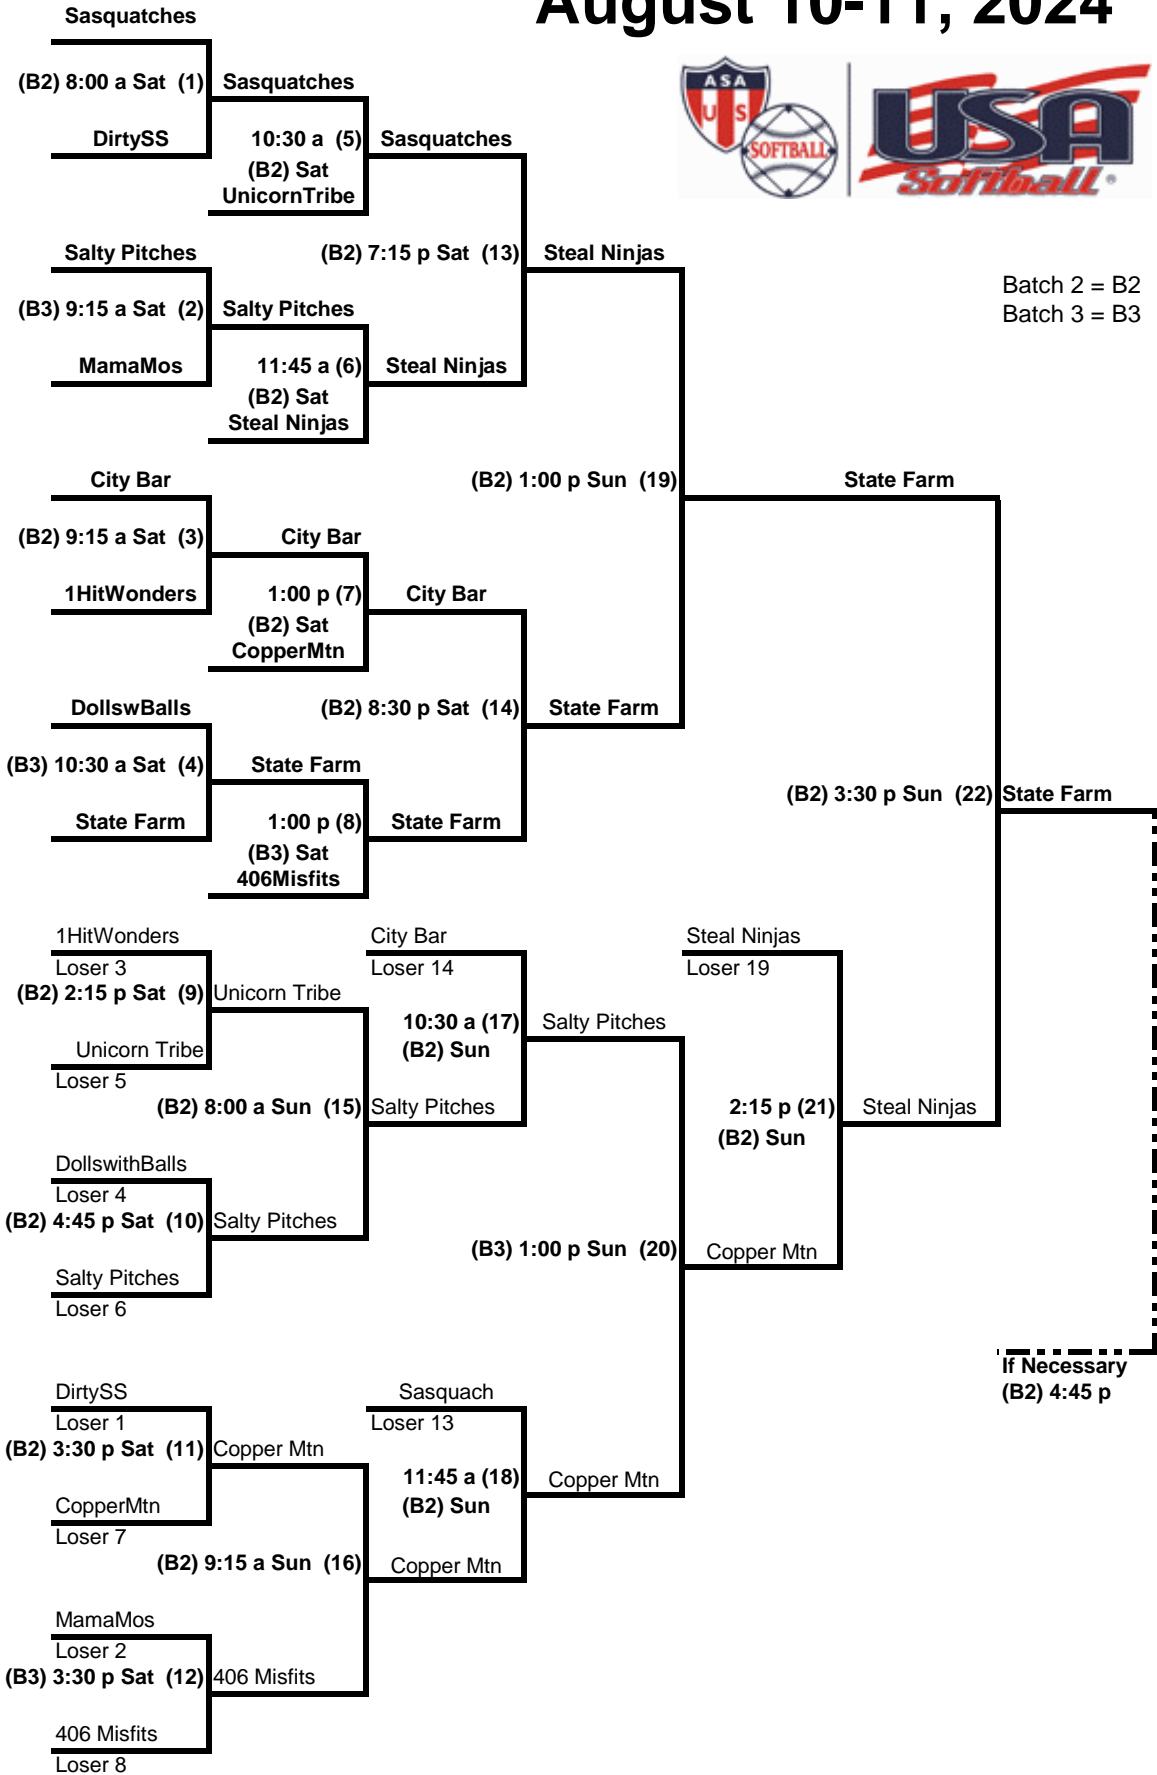 August 10-11, 2024
Sasquatches
(B2) 8:00 a Sat (1)
Sasquatches
DirtySS
10:30 a (5)
Sasquatches
(B2) Sat
UnicornTribe
ASA
US
SOFTBALL
USA
Softball
Salty Pitches
(B2) 7:15 p Sat (13)
Steal Ninjas
Batch 2 = B2
Batch 3 = B3
(B3) 9:15 a Sat (2)
Salty Pitches
MamaMos
11:45 a (6)
Steal Ninjas
(B2) Sat
Steal Ninjas
City Bar
(B2) 1:00 p Sun (19)
State Farm
(B2) 9:15 a Sat (3)
City Bar
1HitWonders
1:00 p (7)
City Bar
(B2) Sat
CopperMtn
DollswBalls
(B2) 8:30 p Sat (14)
State Farm
(B3) 10:30 a Sat (4)
State Farm
(B2) 3:30 p Sun (22)
State Farm
State Farm
1:00 p (8)
State Farm
(B3) Sat
406Misfits
1HitWonders
City Bar
Steal Ninjas
Loser 3
Loser 14
Loser 19
(B2) 2:15 p Sat (9)
Unicorn Tribe
10:30 a (17)
Salty Pitches
(B2) Sun
Unicorn Tribe
Loser 5
(B2) 8:00 a Sun (15)
Salty Pitches
2:15 p (21)
Steal Ninjas
(B2) Sun
DollswithBalls
Loser 4
(B2) 4:45 p Sat (10)
Salty Pitches
(B3) 1:00 p Sun (20)
Copper Mtn
Salty Pitches
Loser 6
If Necessary
(B2) 4:45 p
DirtySS
Sasquach
Loser 1
Loser 13
(B2) 3:30 p Sat (11)
Copper Mtn
11:45 a (18)
Copper Mtn
(B2) Sun
CopperMtn
Loser 7
(B2) 9:15 a Sun (16)
Copper Mtn
MamaMos
Loser 2
(B3) 3:30 p Sat (12)
406 Misfits
406 Misfits
Loser 8